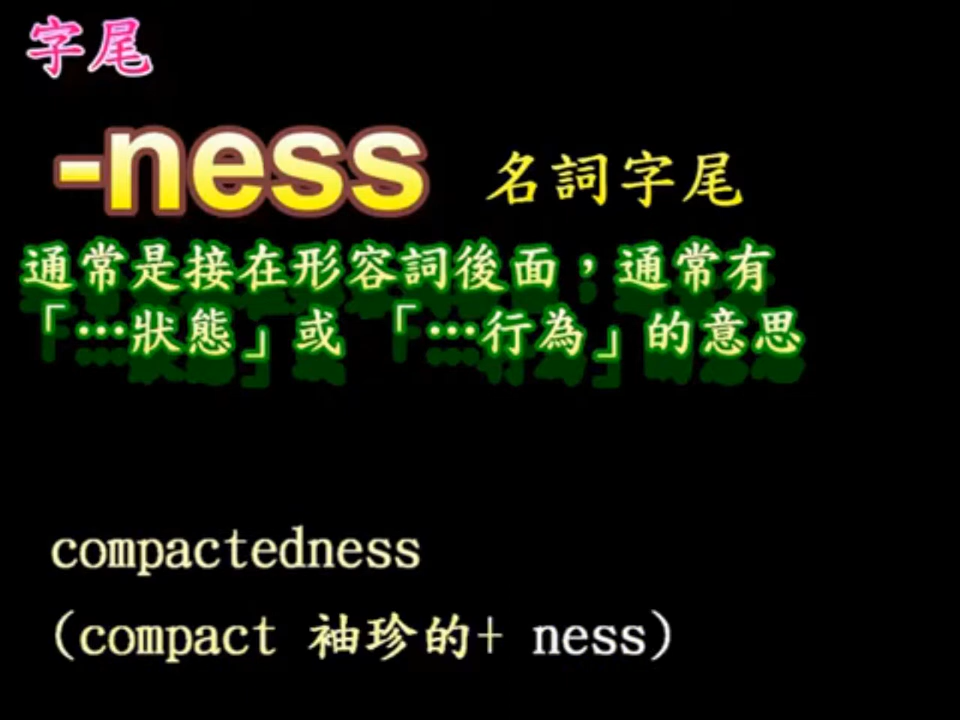 字尾
-ness 名詞字尾
通常是接在形容詞後面，通常有
「…狀態」或 「…行為」的意思
compactedness
(compact 袖珍的+ ness)